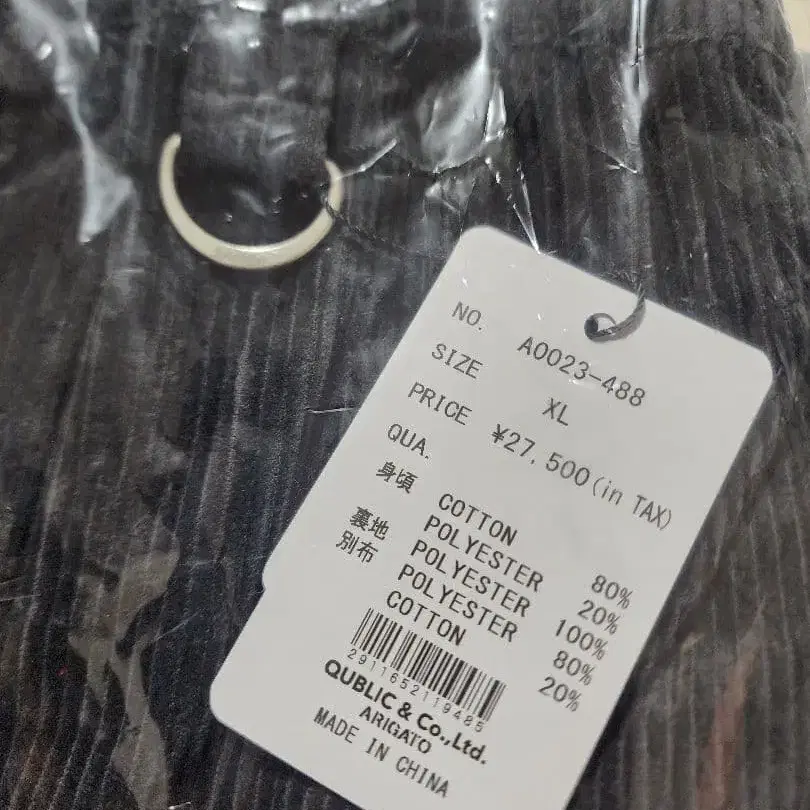 NO. A0023-488
SIZE XL
PRICE ¥27,500(in TAX)
QUA.
身頃 COTTON 80%
POLYESTER 20%
裏地 POLYESTER 100%
別布 POLYESTER 80%
COTTON 20%
2911652119485
QUBLIC & Co.,Ltd.
ARIGATO
MADE IN CHINA